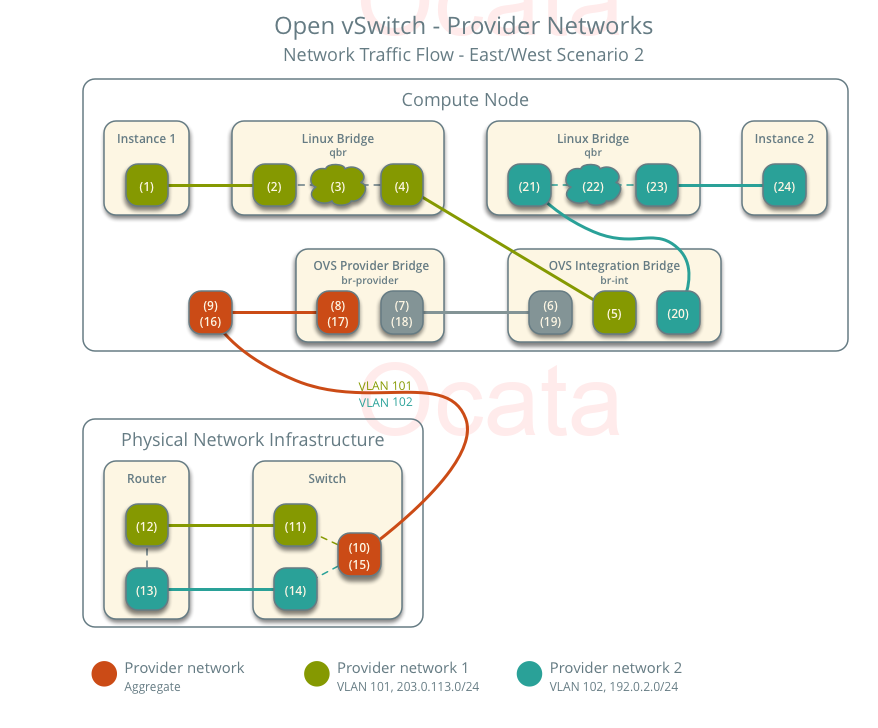 Ocata
Open vSwitch - Provider Networks
Network Traffic Flow - East/West Scenario 2
Compute Node
Instance 1
(1)
Linux Bridge
qbr
(2)
(3)
(4)
Linux Bridge
qbr
(21)
(22)
(23)
Instance 2
(24)
OVS Provider Bridge
br-provider
(9)
(16)
(8)
(17)
(7)
(18)
OVS Integration Bridge
br-int
(6)
(19)
(5)
(20)
VLAN 101
VLAN 102
Ocata
Physical Network Infrastructure
Router
(12)
(13)
Switch
(11)
(10)
(15)
(14)
Provider network
Aggregate
Provider network 1
VLAN 101, 203.0.113.0/24
Provider network 2
VLAN 102, 192.0.2.0/24